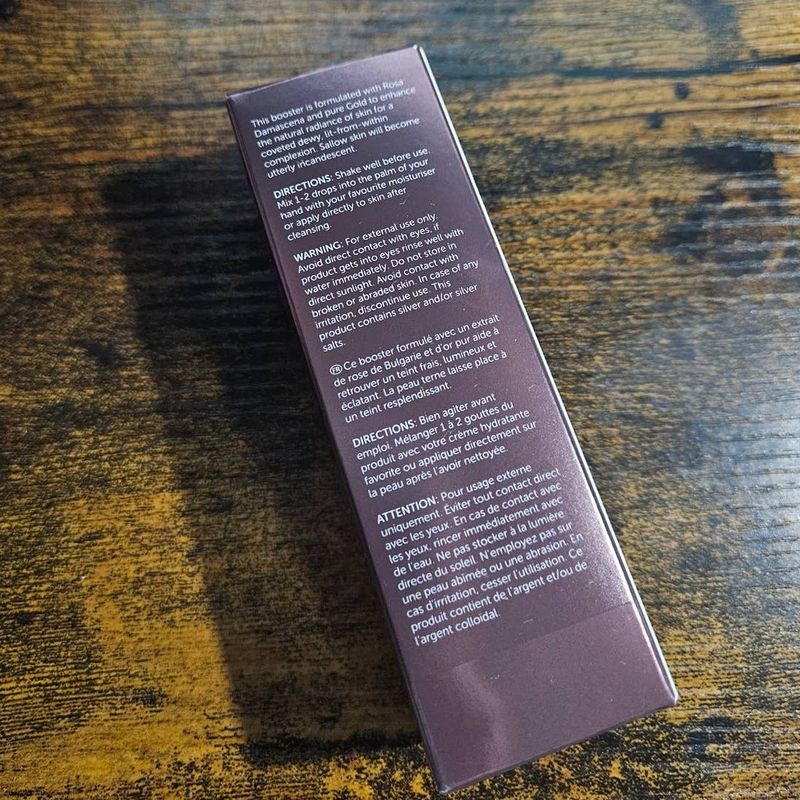 This booster is formulated with Rosa
Damascena and pure Gold to enhance
the natural radiance of skin for a
coveted dewy, lit-from-within
complexion. Sallow skin will become
utterly incandescent.
DIRECTIONS: Shake well before use.
Mix 1-2 drops into the palm of your
hand with your favourite moisturiser
or apply directly to skin after
cleansing.
WARNING: For external use only.
Avoid direct contact with eyes, if
product gets into eyes rinse well with
water immediately. Do not store in
direct sunlight. Avoid contact with
broken or abraded skin. In case of any
irritation, discontinue use. This
product contains silver and/or silver
salts.
FR Ce booster formulé avec un extrait
de rose de Bulgarie et d'or pur aide à
retrouver un teint frais, lumineux et
éclatant. La peau terne laisse place à
un teint resplendissant.
DIRECTIONS: Bien agiter avant
emploi. Mélanger 1 à 2 gouttes du
produit avec votre crème hydratante
favorite ou appliquer directement sur
la peau après l'avoir nettoyée.
ATTENTION: Pour usage externe
uniquement. Éviter tout contact direct
avec les yeux. En cas de contact avec
les yeux, rincer immédiatement avec
de l'eau. Ne pas stocker à la lumière
directe du soleil. N'employez pas sur
une peau abimée ou une abrasion. En
cas d'irritation, cesser l'utilisation. Ce
produit contient de l'argent et/ou de
l'argent colloidal.